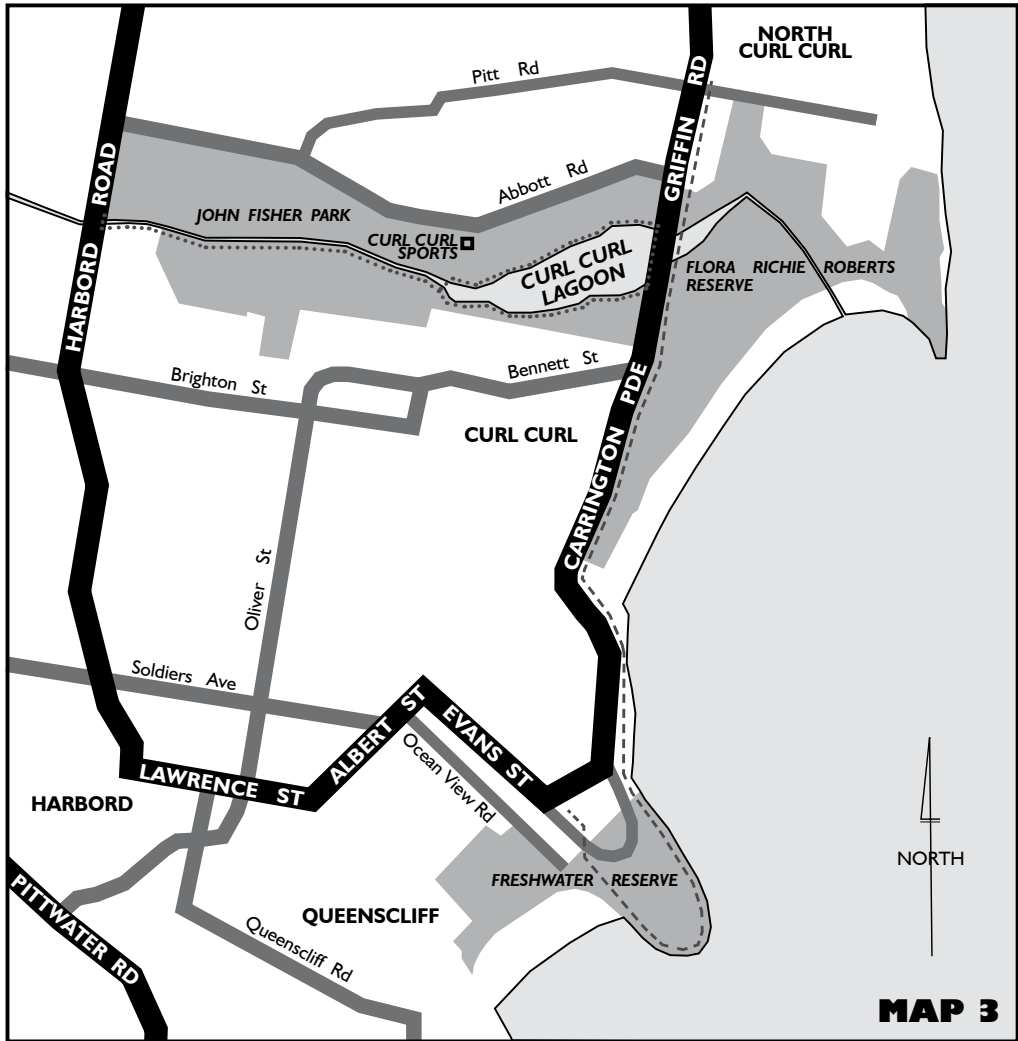 NORTH
CURL CURL
Pitt Rd
GRIFFIN RD
HARBORD ROAD
Abbott Rd
JOHN FISHER PARK
CURL CURL
SPORTS
CURL CURL
LAGOON
FLORA RICHIE ROBERTS
RESERVE
Brighton St
Bennett St
CARRINGTON PDE
CURL CURL
Oliver St
Soldiers Ave
ALBERT ST
EVANS ST
Ocean View Rd
LAWRENCE ST
HARBORD
NORTH
PITTWATER RD
FRESHWATER RESERVE
QUEENSCLIFF
Queenscliff Rd
MAP 3